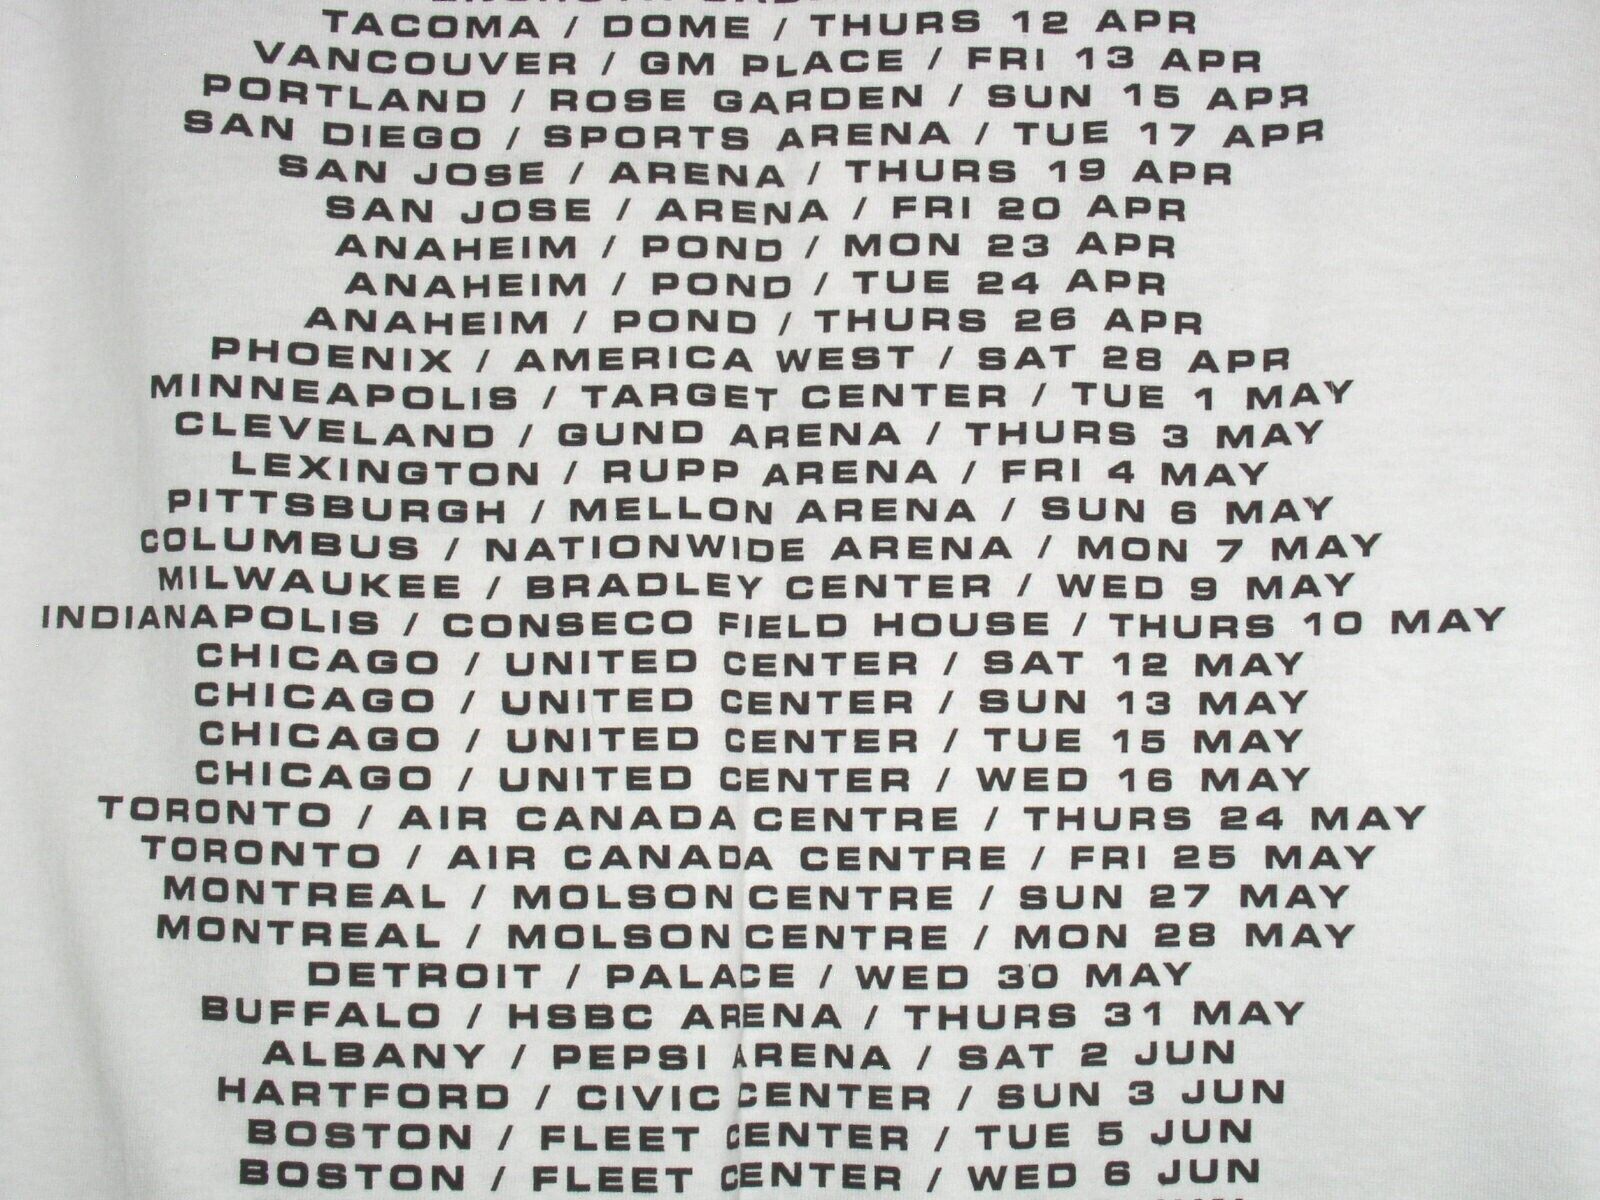 TACOMA / DOME / THURS 12 APR
VANCOUVER / GM PLACE / FRI 13 APR
PORTLAND / ROSE GARDEN / SUN 15 APR
SAN DIEGO / SPORTS ARENA / TUE 17 APR
SAN JOSE / ARENA / THURS 19 APR
SAN JOSE / ARENA / FRI 20 APR
ANAHEIM / POND / MON 23 APR
ANAHEIM / POND / TUE 24 APR
ANAHEIM / POND / THURS 26 APR
PHOENIX / AMERICA WEST / SAT 28 APR
MINNEAPOLIS / TARGET CENTER / TUE 1 MAY
CLEVELAND / GUND ARENA / THURS 3 MAY
LEXINGTON / RUPP ARENA / FRI 4 MAY
PITTSBURGH / MELLON ARENA / SUN 6 MAY
COLUMBUS / NATIONWIDE ARENA / MON 7 MAY
MILWAUKEE / BRADLEY CENTER / WED 9 MAY
INDIANAPOLIS / CONSECO FIELD HOUSE / THURS 10 MAY
CHICAGO / UNITED CENTER / SAT 12 MAY
CHICAGO / UNITED CENTER / SUN 13 MAY
CHICAGO / UNITED CENTER / TUE 15 MAY
CHICAGO / UNITED CENTER / WED 16 MAY
TORONTO / AIR CANADA CENTRE / THURS 24 MAY
TORONTO / AIR CANADA CENTRE / FRI 25 MAY
MONTREAL / MOLSON CENTRE / SUN 27 MAY
MONTREAL / MOLSON CENTRE / MON 28 MAY
DETROIT / PALACE / WED 30 MAY
BUFFALO / HSBC ARENA / THURS 31 MAY
ALBANY / PEPSI ARENA / SAT 2 JUN
HARTFORD / CIVIC CENTER / SUN 3 JUN
BOSTON / FLEET CENTER / TUE 5 JUN
BOSTON / FLEET CENTER / WED 6 JUN